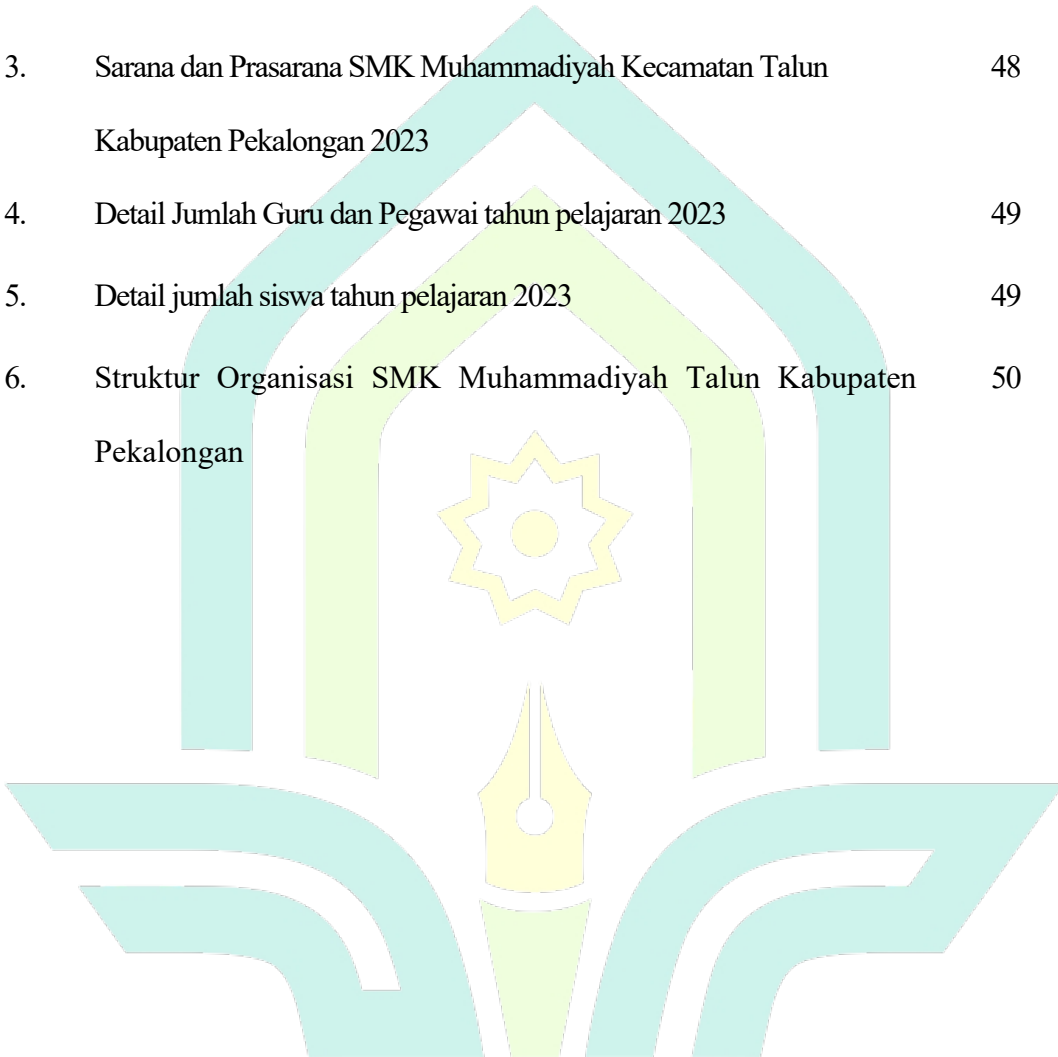 3. Sarana dan Prasarana SMK Muhammadiyah Kecamatan Talun 48
Kabupaten Pekalongan 2023
4. Detail Jumlah Guru dan Pegawai tahun pelajaran 2023 49
5. Detail jumlah siswa tahun pelajaran 2023 49
6. Struktur Organisasi SMK Muhammadiyah Talun Kabupaten 50
Pekalongan